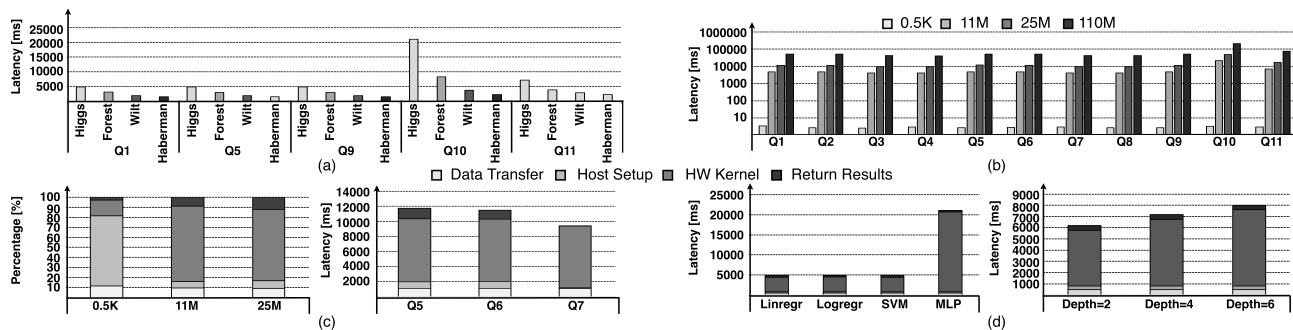 Latency [ms]
25000
20000
15000
10000
5000
Higgs Forest Wilt Haberman Higgs Forest Wilt Haberman Higgs Forest Wilt Haberman Higgs Forest Wilt Haberman Higgs Forest Wilt Haberman
Q1 Q5 Q9 Q10 Q11
(a)
0.5K 11M 25M 110M
Latency [ms]
1000000
100000
10000
1000
100
10
Q1 Q2 Q3 Q4 Q5 Q6 Q7 Q8 Q9 Q10 Q11
(b)
Data Transfer Host Setup HW Kernel Return Results
Percentage [%]
100
90
80
70
60
50
40
30
20
10
0.5K 11M 25M
Latency [ms]
14000
12000
10000
8000
6000
4000
2000
Q5 Q6 Q7
(c)
Latency [ms]
25000
20000
15000
10000
5000
Linregr Logregr SVM MLP
Latency [ms]
9000
8000
7000
6000
5000
4000
3000
2000
1000
Depth=2 Depth=4 Depth=6
(d)